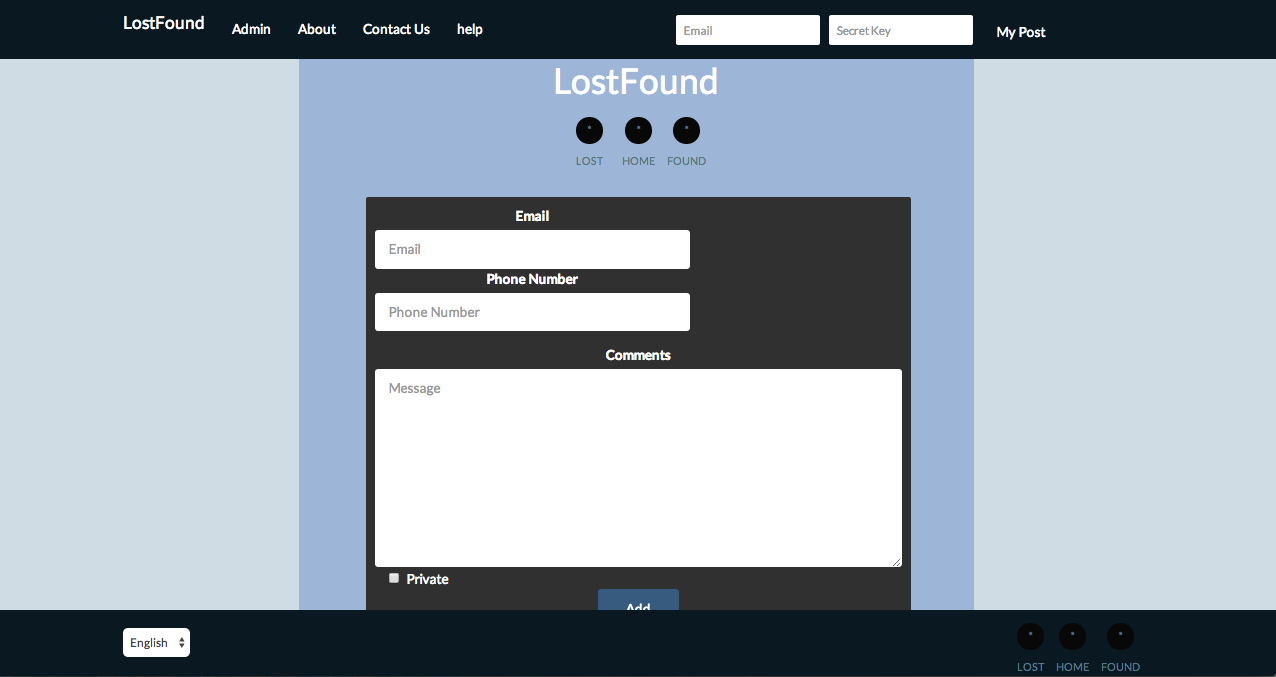 LostFound Admin About Contact Us help Email Secret Key My Post
LostFound
LOST HOME FOUND
Email
Email
Phone Number
Phone Number
Comments
Message
Private
Add
English
LOST HOME FOUND